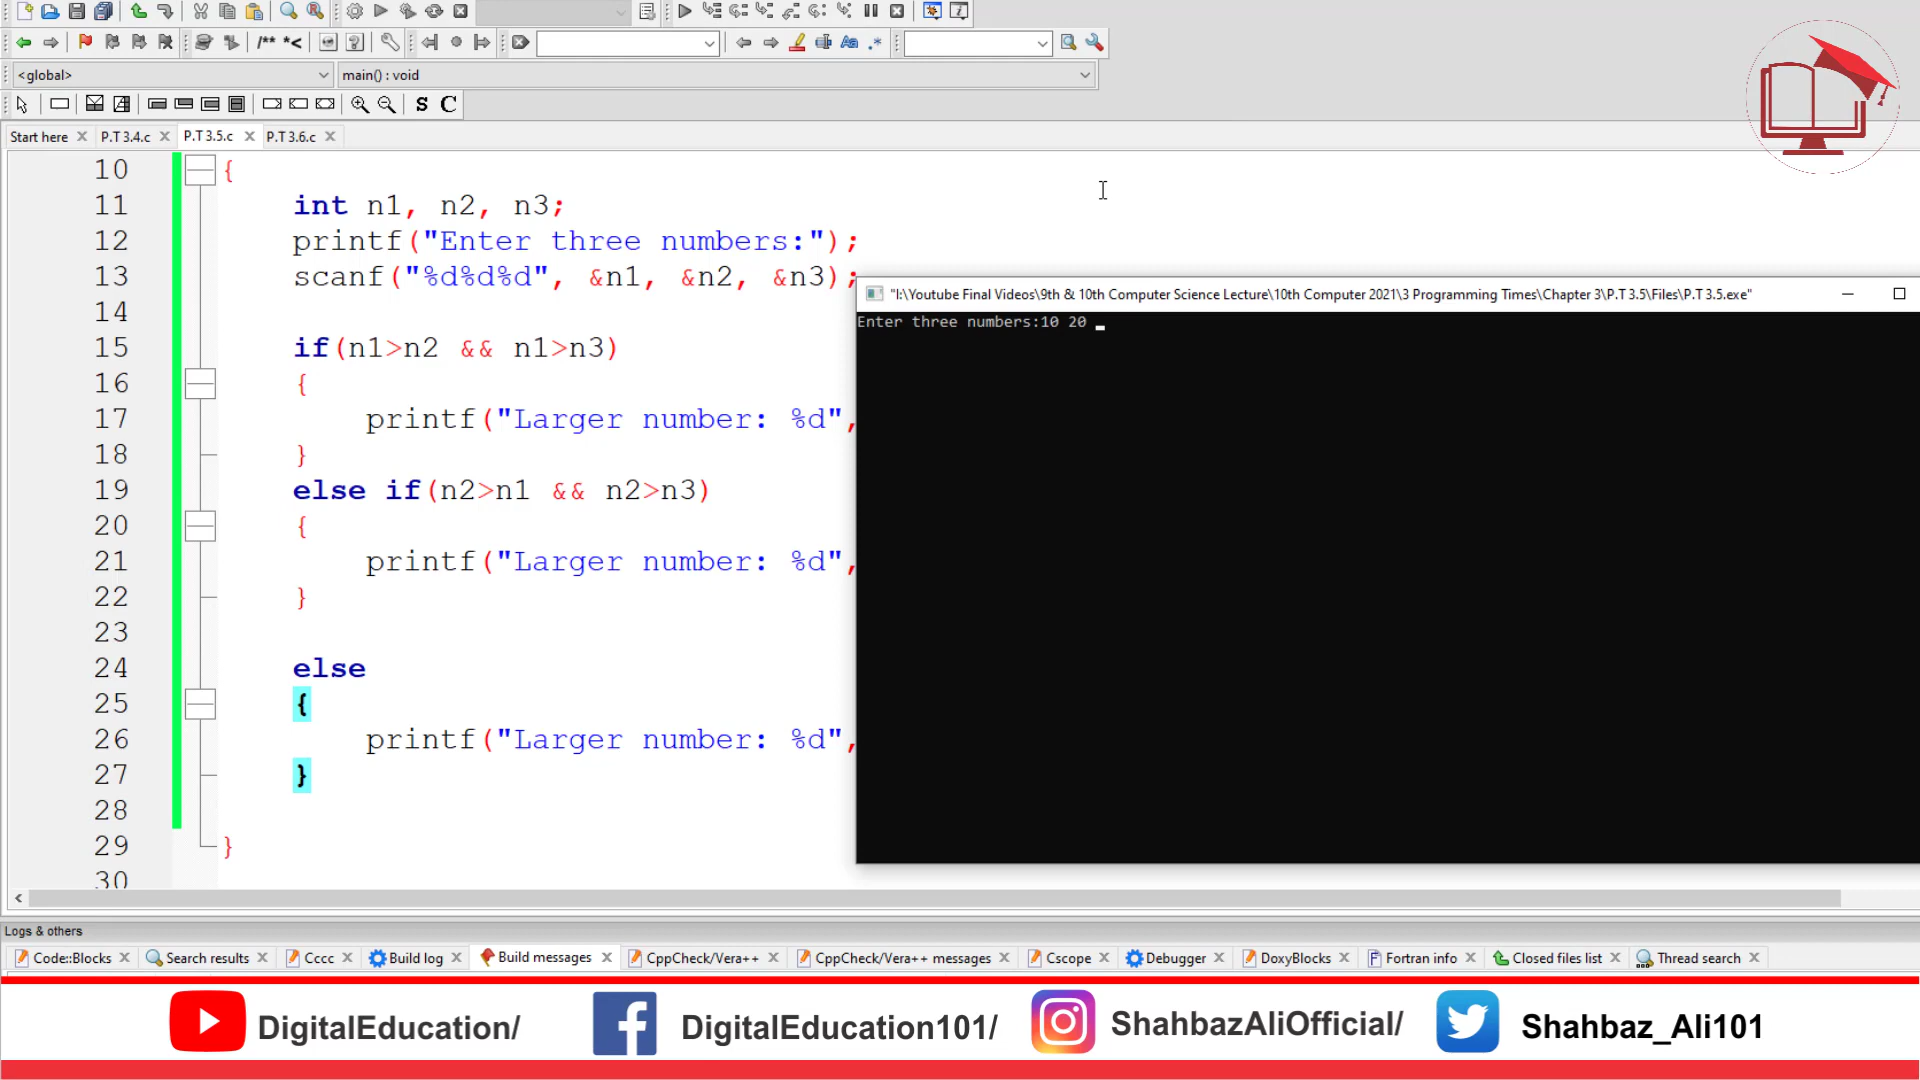 <global>
main() : void
S C
Start here
P.T 3.4.c
P.T 3.5.c
P.T 3.6.c
10 {
11 int n1, n2, n3;
12 printf("Enter three numbers:");
13 scanf("%d%d%d", &n1, &n2, &n3);
14
15 if(n1>n2 && n1>n3)
16 {
17 printf("Larger number: %d",
18 }
19 else if(n2>n1 && n2>n3)
20 {
21 printf("Larger number: %d",
22 }
23
24 else
25 {
26 printf("Larger number: %d",
27 }
28
29 }
30
"I:\Youtube Final Videos\9th & 10th Computer Science Lecture\10th Computer 2021\3 Programming Times\Chapter 3\P.T 3.5\Files\P.T 3.5.exe"
Enter three numbers:10 20
Logs & others
Code::Blocks
Search results
Cccc
Build log
Build messages
CppCheck/Vera++
CppCheck/Vera++ messages
Cscope
Debugger
DoxyBlocks
Fortran info
Closed files list
Thread search
DigitalEducation/
DigitalEducation101/
ShahbazAliOfficial/
Shahbaz_Ali101